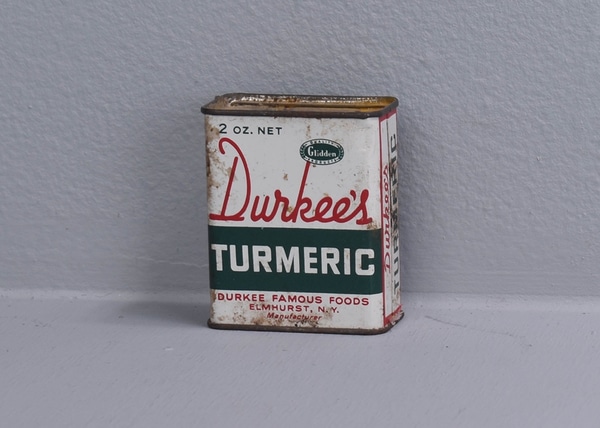 2 OZ. NET
Glidden
Durkee's
TURMERIC
DURKEE FAMOUS FOODS
ELMHURST, N.Y.
Manufacturer
Durkee's
TURMERIC